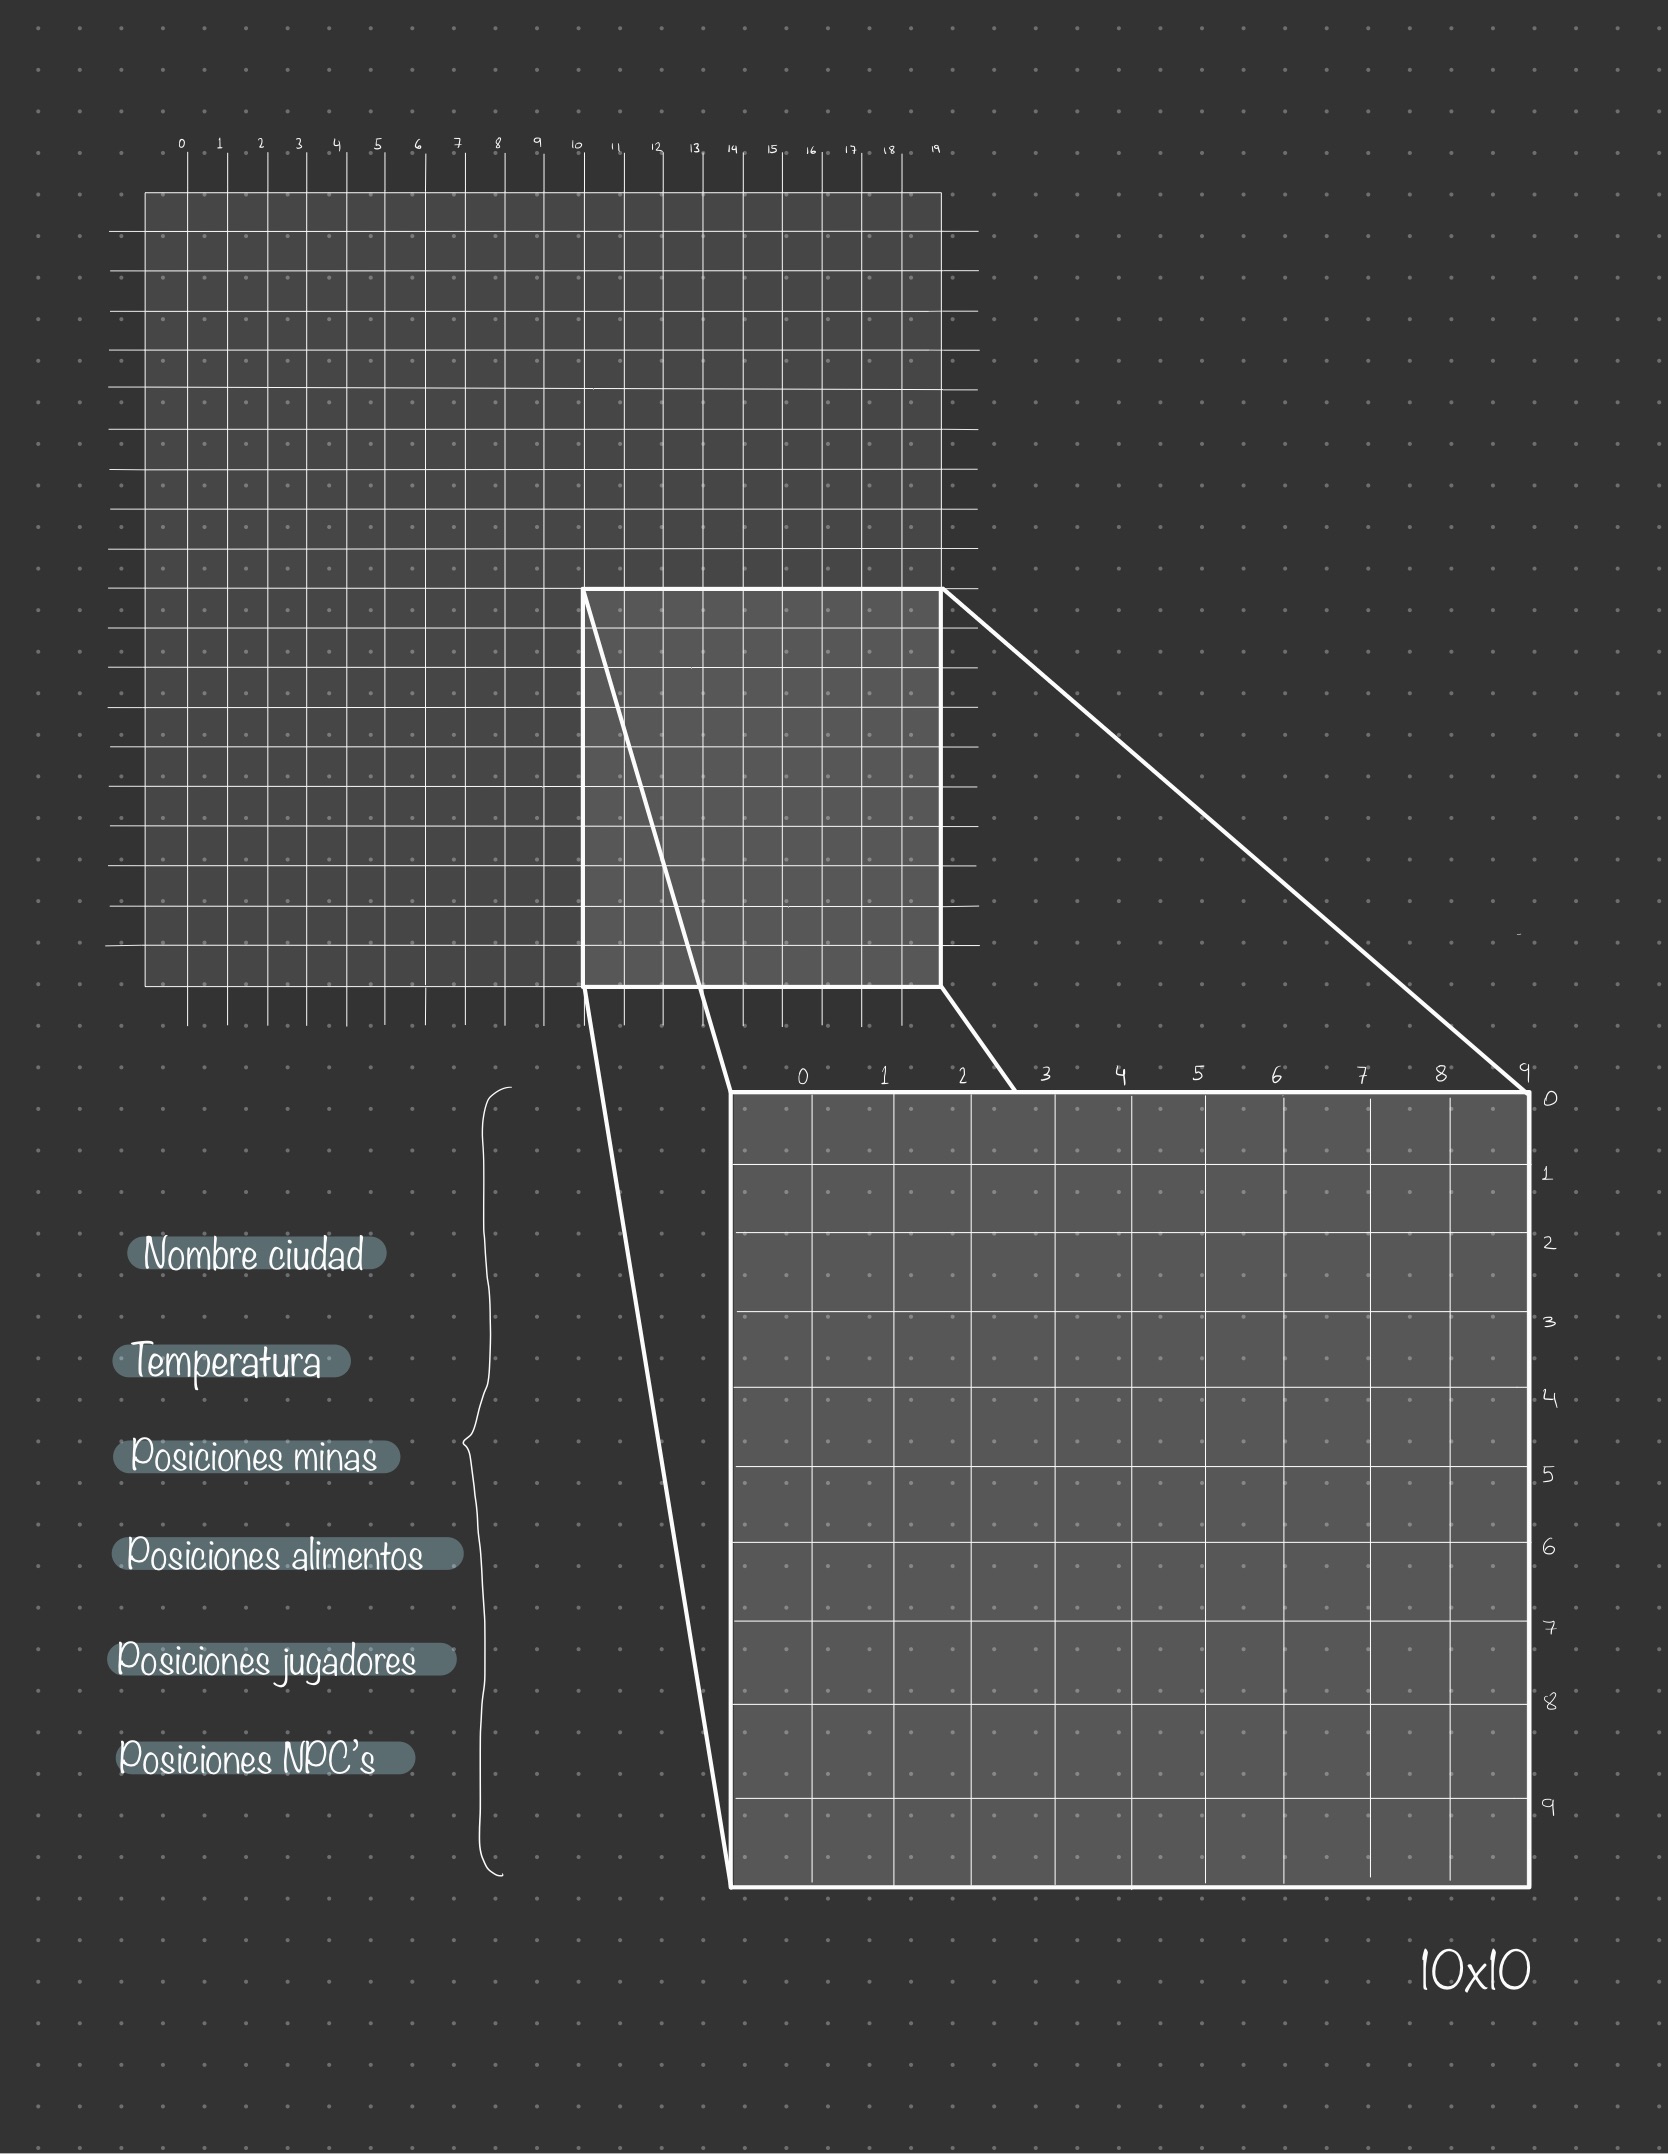 0 1 2 3 4 5 6 7 8 9 10 11 12 13 14 15 16 17 18 19
0 1 2 3 4 5 6 7 8 9
0
1
2
3
4
5
6
7
8
9
Nombre ciudad
Temperatura
Posiciones minas
Posiciones alimentos
Posiciones jugadores
Posiciones NPC's
10x10